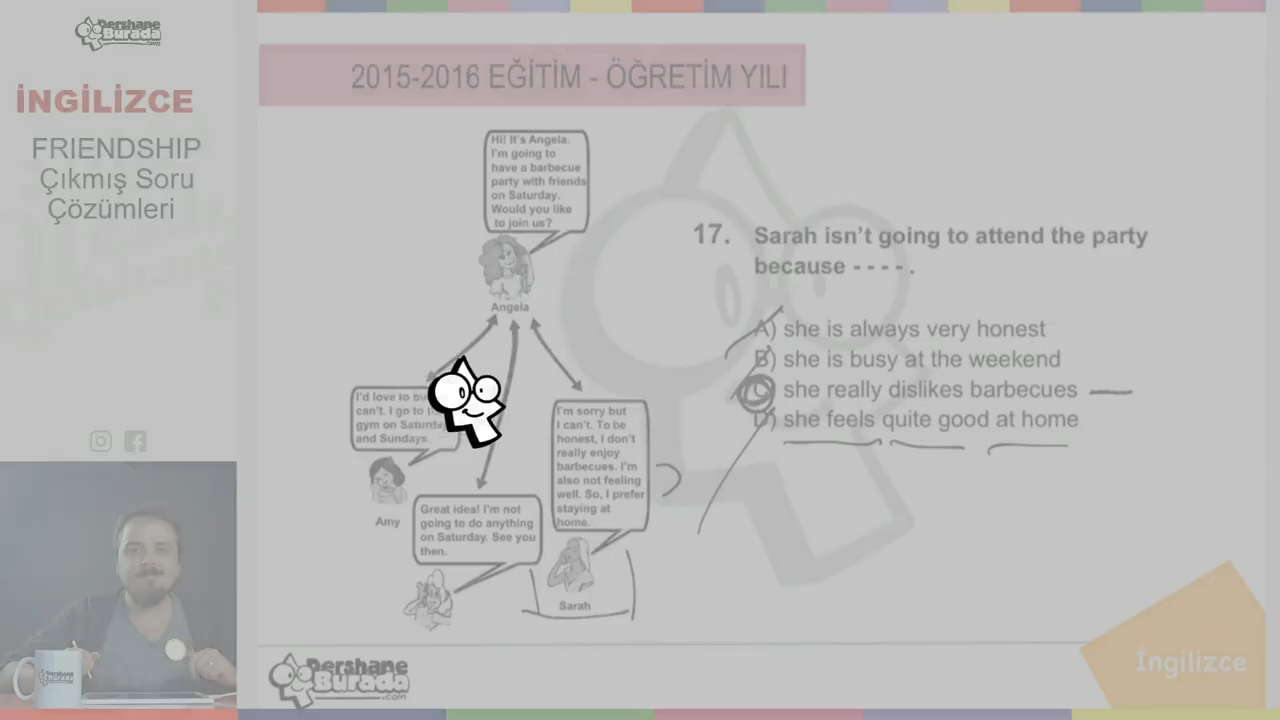 Dershane
Burada
.com
İNGİLİZCE
FRIENDSHIP
Çıkmış Soru
Çözümleri
2015-2016 EĞİTİM - ÖĞRETİM YILI
Hi! It's Angela.
I'm going to
have a barbecue
party with friends
on Saturday.
Would you like
to join us?
Angela
I'd love to but
can't. I go to
gym on Saturd
and Sundays.
Amy
Great idea! I'm not
going to do anything
on Saturday. See you
then.
I'm sorry but
I can't. To be
honest, I don't
really enjoy
barbecues. I'm
also not feeling
well. So, I prefer
staying at
home.
Sarah
17. Sarah isn't going to attend the party
because - - - - .
A) she is always very honest
B) she is busy at the weekend
C) she really dislikes barbecues
D) she feels quite good at home
Dershane
Burada
.com
Dershane
Burada
İngilizce